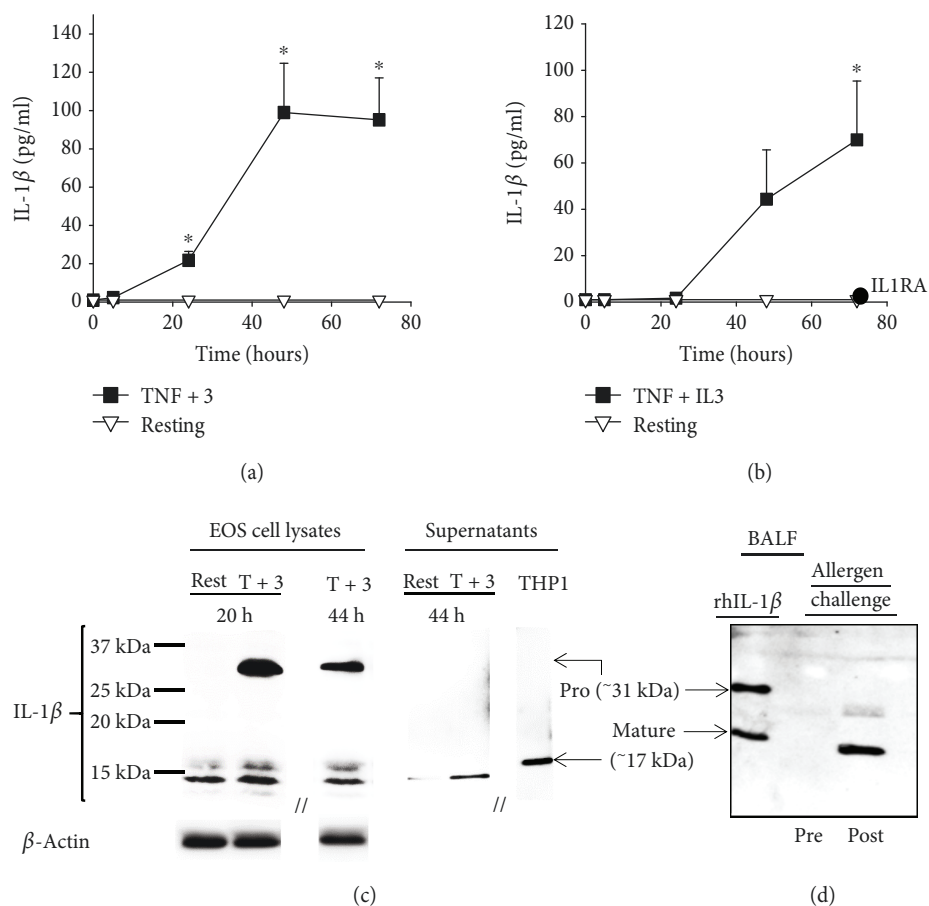 IL-1β (pg/ml)
160
140
120
100
80
60
40
20
0
* * *
0 20 40 60 80
Time (hours)
TNF + 3
Resting
(a)
IL-1β (pg/ml)
120
100
80
60
40
20
0
*
IL1RA
0 20 40 60 80
Time (hours)
TNF + IL3
Resting
(b)
EOS cell lysates
Supernatants
Rest T + 3 T + 3
Rest T + 3 THP1
20 h 44 h
44 h
IL-1β
37 kDa
25 kDa
20 kDa
15 kDa
// //
β-Actin
(c)
BALF
Allergen
challenge
rhIL-1β
Pro (~31 kDa)
Mature
(~17 kDa)
Pre Post
(d)